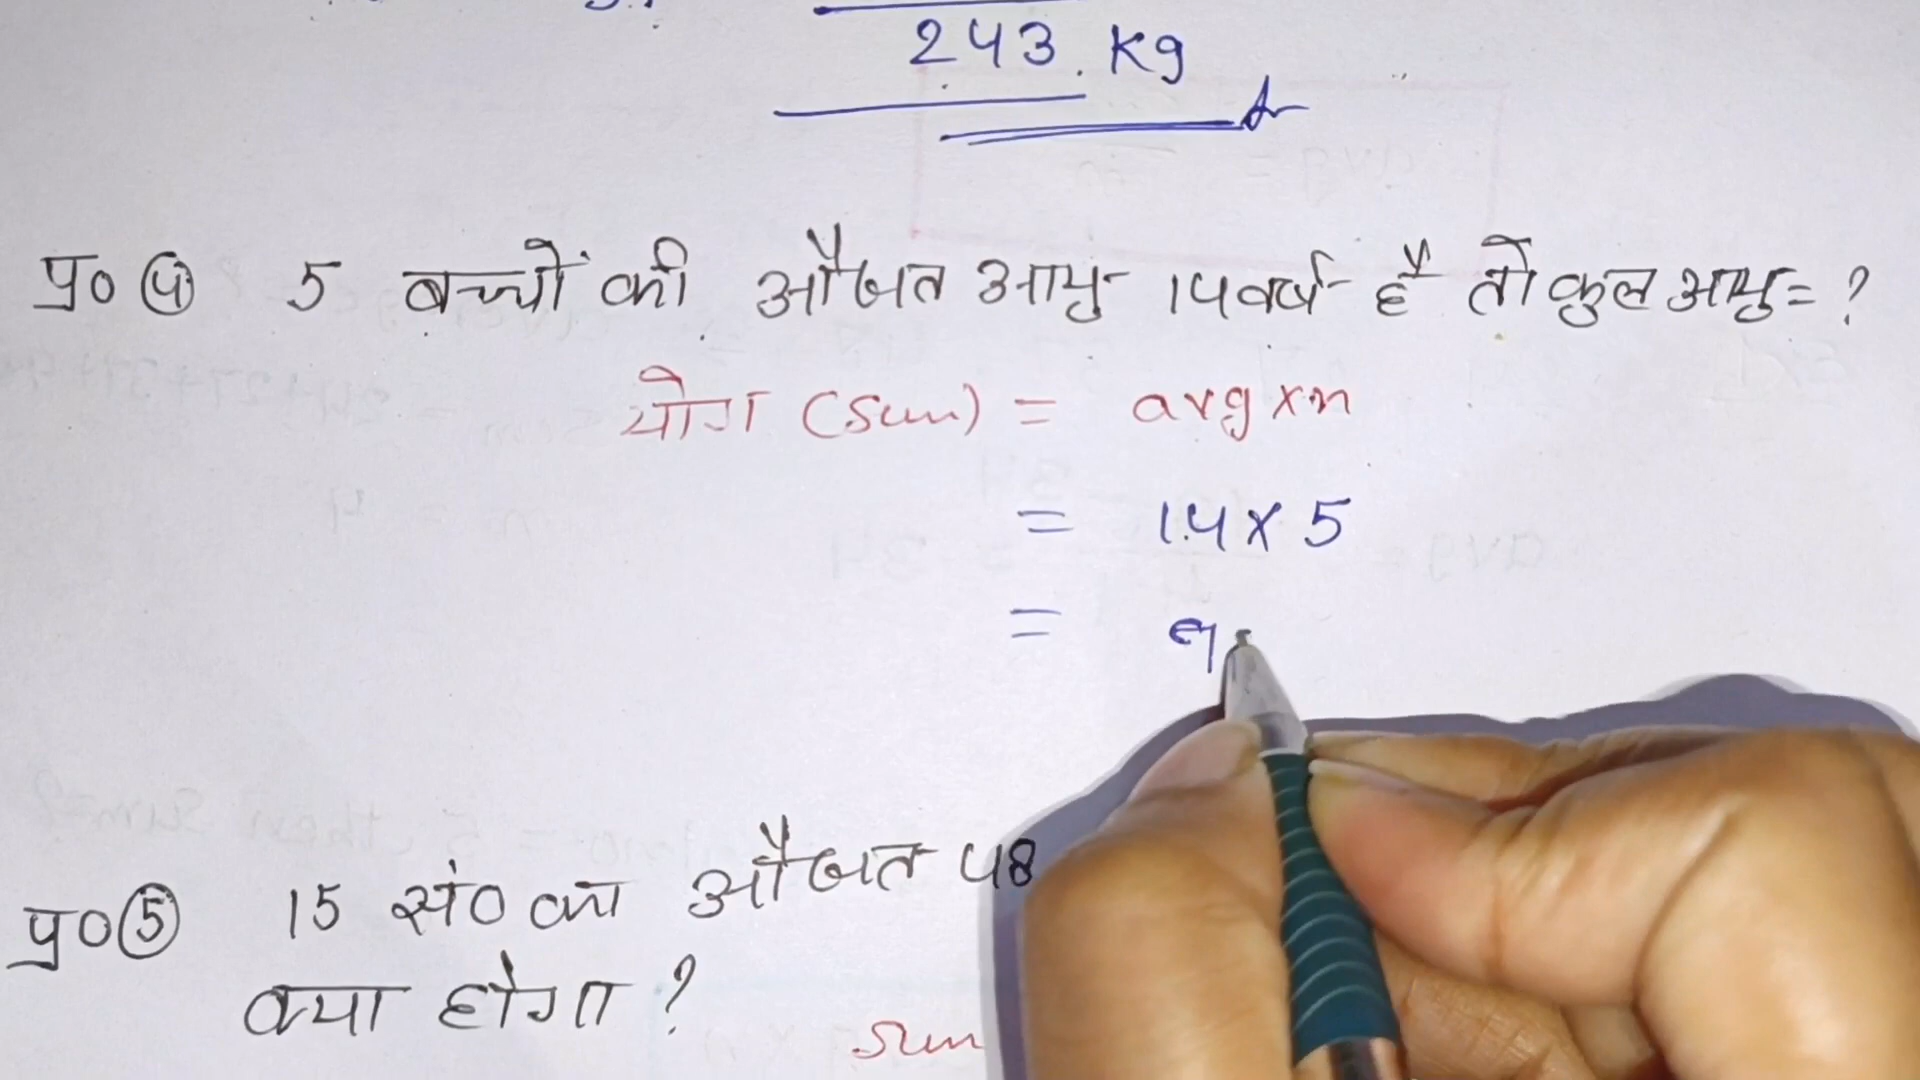 243 Kg
प्र० ④ 5 बच्चों की औसत आयु 14 वर्ष है तो कुल आयु = ?
योग (Sum) = avg x n
= 14 x 5
= 7
प्र० ⑤ 15 सं० का औसत 48
क्या होगा ?
Sum